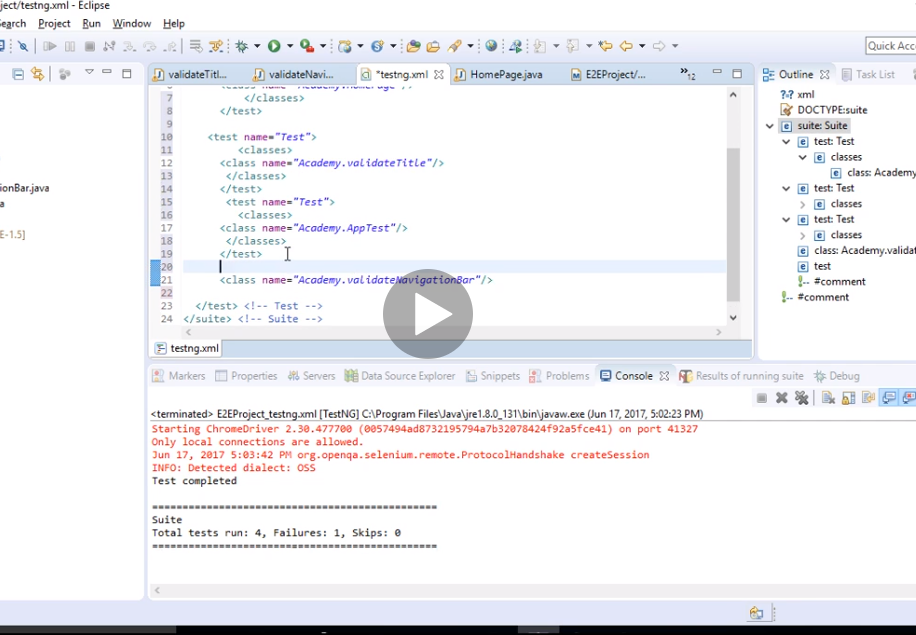 ject/testng.xml - Eclipse
Search Project Run Window Help
Quick Acc
validateTitl...
validateNavi...
*testng.xml
HomePage.java
E2EProject/...
»12
Outline
Task List
7 </classes>
8 </test>
9
10 <test name="Test">
11 <classes>
12 <class name="Academy.validateTitle"/>
13 </classes>
14 </test>
15 <test name="Test">
16 <classes>
17 <class name="Academy.AppTest"/>
18 </classes>
19 </test>
20
21 <class name="Academy.validateNavigationBar"/>
22
23 </test> <!-- Test -->
24 </suite> <!-- Suite -->
testng.xml
ionBar.java
a
E-1.5]
?-? xml
DOCTYPE:suite
suite: Suite
test: Test
classes
class: Academy
test: Test
classes
test: Test
classes
class: Academy.valida
test
#comment
#comment
Markers Properties Servers Data Source Explorer Snippets Problems Console Results of running suite Debug
<terminated> E2EProject_testng.xml [TestNG] C:\Program Files\Java\jre1.8.0_131\bin\javaw.exe (Jun 17, 2017, 5:02:23 PM)
Starting ChromeDriver 2.30.477700 (0057494ad8732195794a7b32078424f92a5fce41) on port 41327
Only local connections are allowed.
Jun 17, 2017 5:03:42 PM org.openqa.selenium.remote.ProtocolHandshake createSession
INFO: Detected dialect: OSS
Test completed
===============================================
Suite
Total tests run: 4, Failures: 1, Skips: 0
===============================================